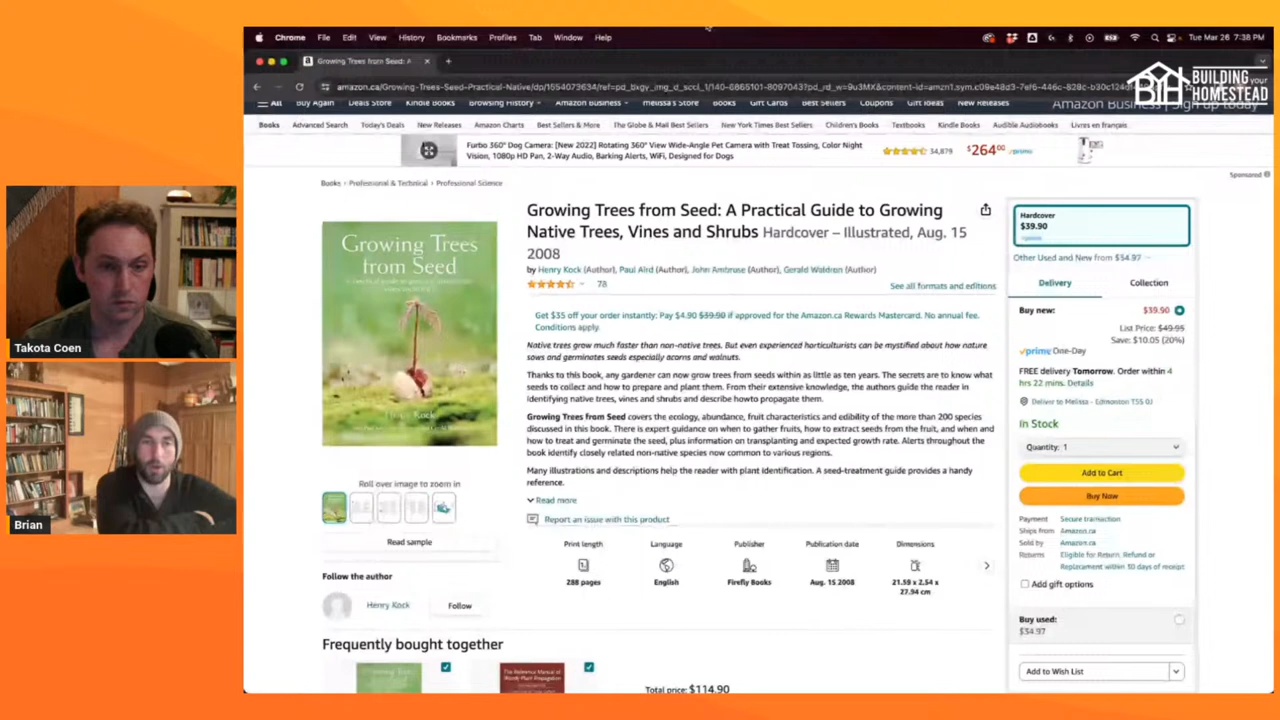 Chrome File Edit View History Bookmarks Profiles Tab Window Help
Tue Mar 26 7:38 PM
Growing Trees from Seed: A
BUILDING your HOMESTEAD
BYH
All Buy Again Deals Store Kindle Books Browsing History Amazon Business Melissa's Store Books Gift Cards Best Sellers Coupons Gift Ideas New Releases
Amazon Business | Sign up today
Books Advanced Search Today's Deals New Releases Amazon Charts Best Sellers & More The Globe & Mail Best Sellers New York Times Best Sellers Children's Books Textbooks Kindle Books Audible Audiobooks Livres en français
Furbo 360° Dog Camera: [New 2022] Rotating 360° View Wide-Angle Pet Camera with Treat Tossing, Color Night
Vision, 1080p HD Pan, 2-Way Audio, Barking Alerts, WiFi, Designed for Dogs
34,879
$264 00 prime
Sponsored
Books › Professional & Technical › Professional Science
Growing Trees
from Seed
Roll over image to zoom in
Read sample
Follow the author
Henry Kock
Follow
Growing Trees from Seed: A Practical Guide to Growing
Native Trees, Vines and Shrubs Hardcover – Illustrated, Aug. 15
2008
by Henry Kock (Author), Paul Aird (Author), John Ambrose (Author), Gerald Waldron (Author)
78
See all formats and editions
Get $35 off your order instantly: Pay $4.90 $39.90 if approved for the Amazon.ca Rewards Mastercard. No annual fee.
Conditions apply.
Native trees grow much faster than non-native trees. But even experienced horticulturists can be mystified about how nature
sows and germinates seeds especially acorns and walnuts.
Thanks to this book, any gardener can now grow trees from seeds within as little as ten years. The secrets are to know what
seeds to collect and how to prepare and plant them. From their extensive knowledge, the authors guide the reader in
identifying native trees, vines and shrubs and describe howto propagate them.
Growing Trees from Seed covers the ecology, abundance, fruit characteristics and edibility of the more than 200 species
discussed in this book. There is expert guidance on when to gather fruits, how to extract seeds from the fruit, and when and
how to treat and germinate the seed, plus information on transplanting and expected growth rate. Alerts throughout the
book identify closely related non-native species now common to various regions.
Many illustrations and descriptions help the reader with plant identification. A seed-treatment guide provides a handy
reference.
Read more
Report an issue with this product
Print length Language Publisher Publication date Dimensions
288 pages English Firefly Books Aug. 15 2008 21.59 x 2.54 x
27.94 cm
Frequently bought together
Growing Trees
The Reference Manual of
Woody Plant Propagation
Total price: $114.90
Hardcover
$39.90
prime
Other Used and New from $34.97
Delivery Collection
Buy new: $39.90
List Price: $49.95
Save: $10.05 (20%)
prime One-Day
FREE delivery Tomorrow. Order within 4
hrs 22 mins. Details
Deliver to Melissa - Edmonton
In Stock
Quantity: 1
Add to Cart
Buy Now
Payment Secure transaction
Ships from Amazon.ca
Sold by Amazon.ca
Returns Eligible for Return, Refund or
Replacement within 30 days of receipt
Add gift options
Buy used:
$34.97
Add to Wish List
Takota Coen
Brian